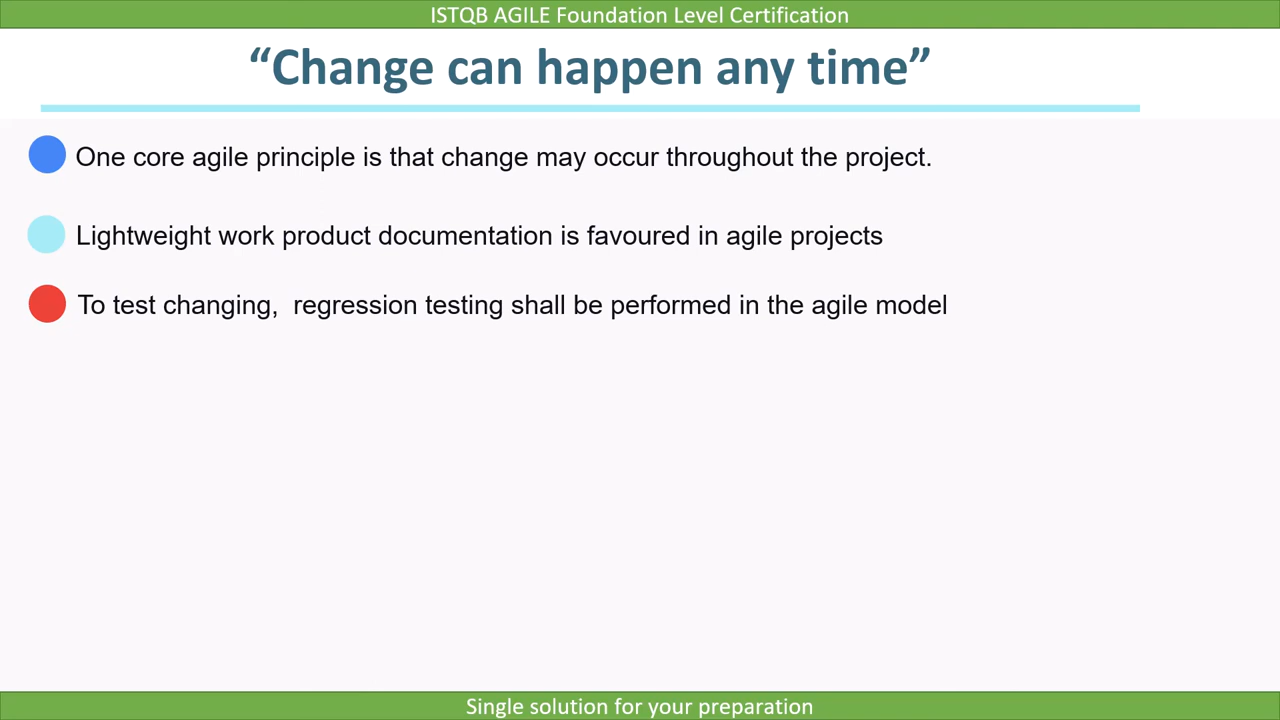 ISTQB AGILE Foundation Level Certification
“Change can happen any time”
One core agile principle is that change may occur throughout the project.
Lightweight work product documentation is favoured in agile projects
To test changing,  regression testing shall be performed in the agile model
Single solution for your preparation